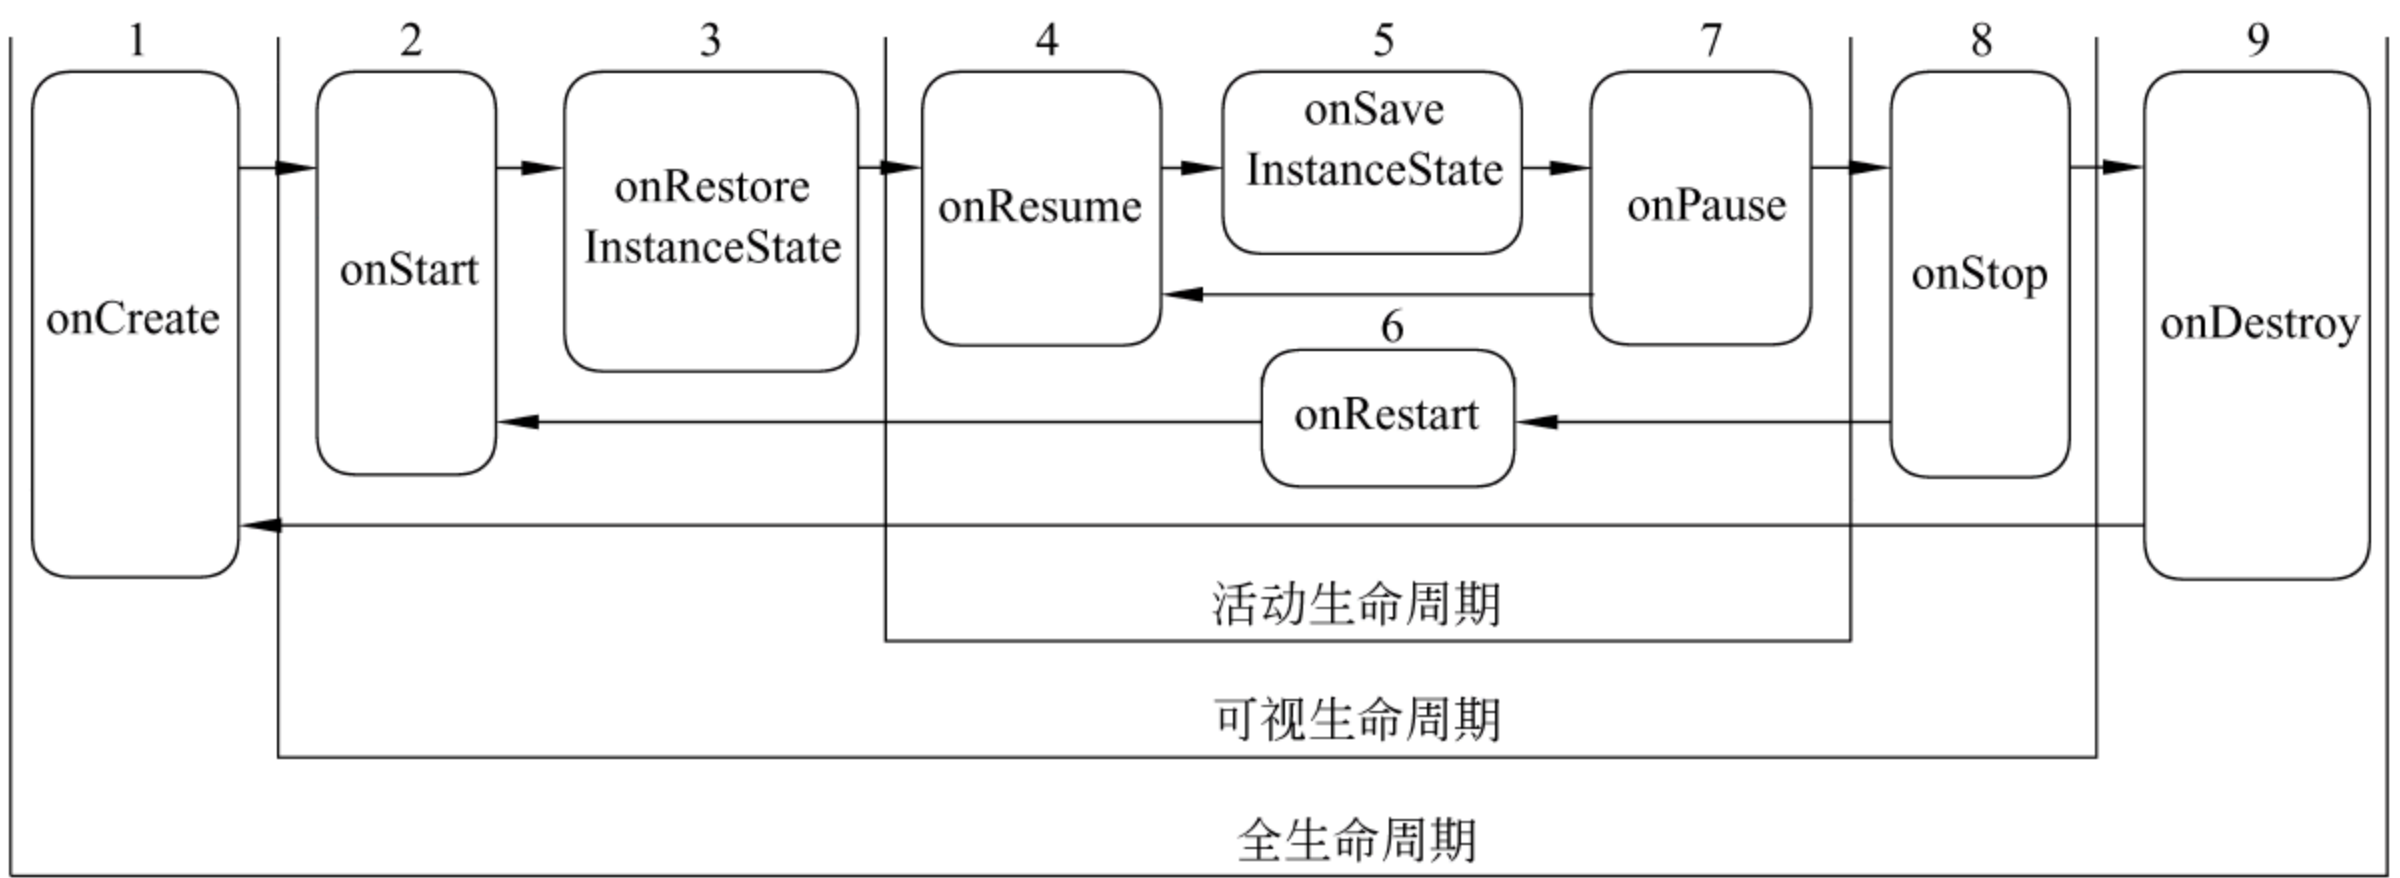 1
2
3
4
5
7
8
9
onCreate
onStart
onRestore
InstanceState
onResume
onSave
InstanceState
onPause
onStop
onDestroy
6
onRestart
活动生命周期
可视生命周期
全生命周期